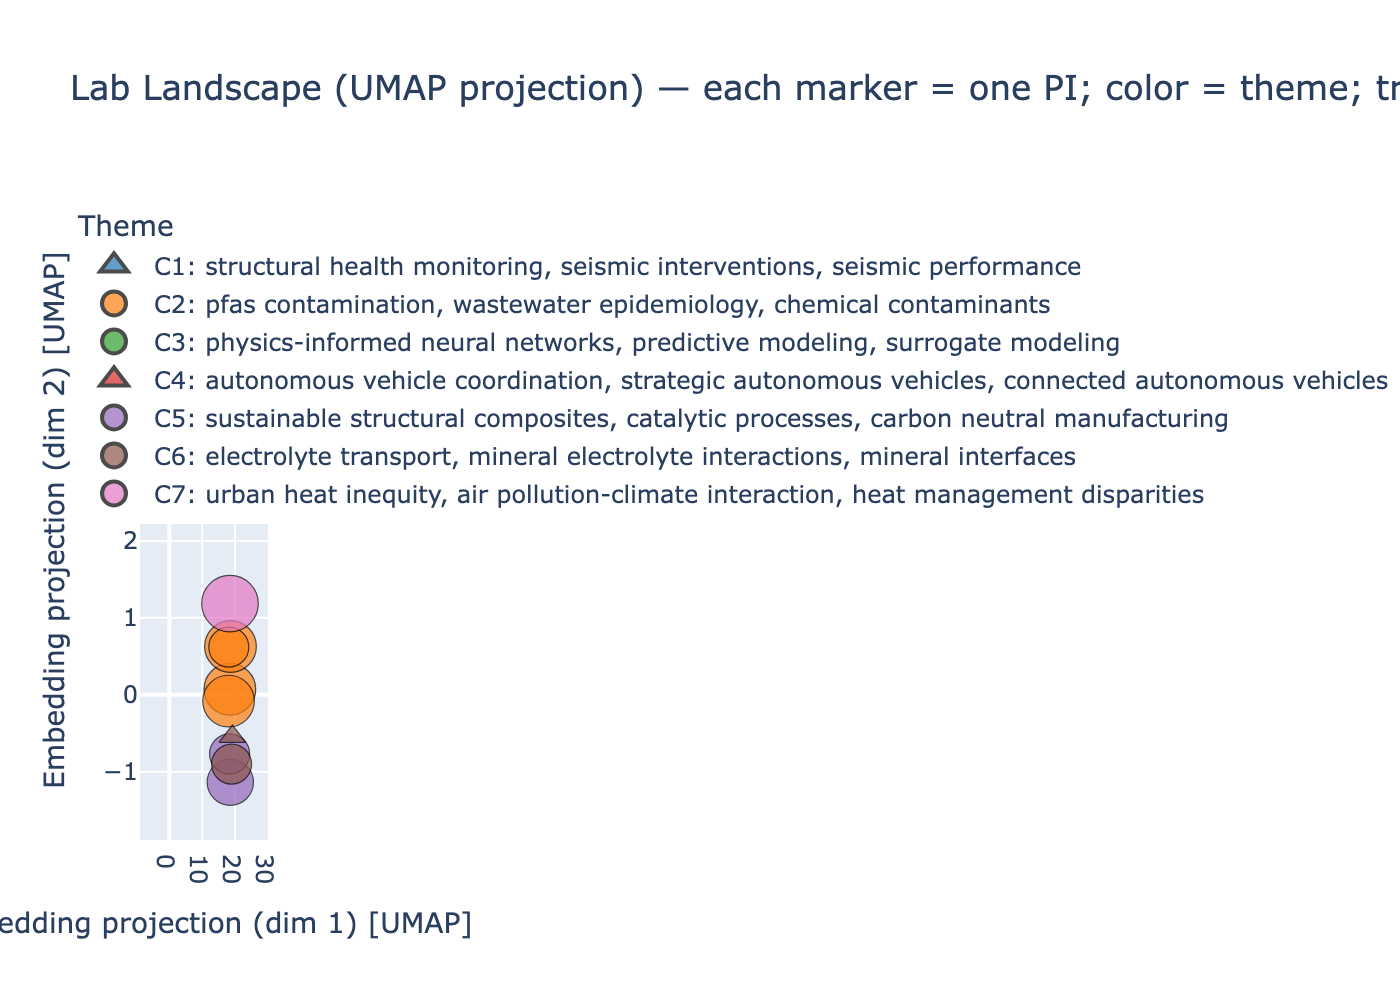 Lab Landscape (UMAP projection) — each marker = one PI; color = theme;
Theme
C1: structural health monitoring, seismic interventions, seismic performance
C2: pfas contamination, wastewater epidemiology, chemical contaminants
C3: physics-informed neural networks, predictive modeling, surrogate modeling
C4: autonomous vehicle coordination, strategic autonomous vehicles, connected autonomous vehicles
C5: sustainable structural composites, catalytic processes, carbon neutral manufacturing
C6: electrolyte transport, mineral electrolyte interactions, mineral interfaces
C7: urban heat inequity, air pollution-climate interaction, heat management disparities
Embedding projection (dim 2) [UMAP]
2
1
0
−1
0
10
20
30
edding projection (dim 1) [UMAP]